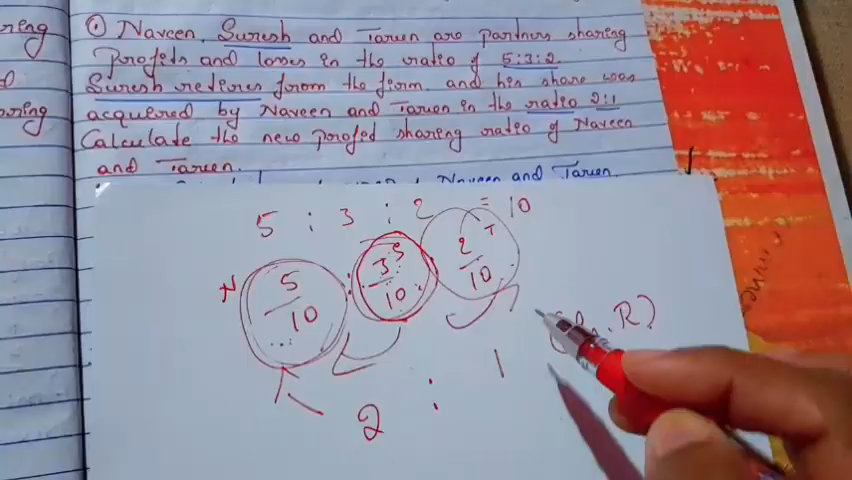 ring
① Naveen, Suresh and Tarun are partners sharing
profits and losses in the ratio of 5:3:2.
Suresh retires from the firm and his share was
acquired by Naveen and Tarun in the ratio 2:1
Calculate the new profit sharing ratio of Naveen
and Tarun.
Naveen and Tarun.
5 : 3 : 2 = 10
N 5/10 : 3/10 S : 2/10 T
R)
2 : 1